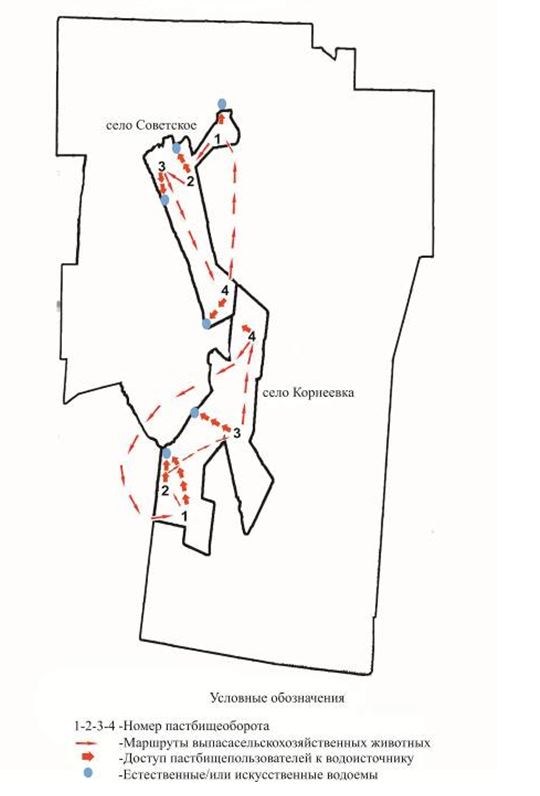 село Советское
1
3
2
4
4
село Корнеевка
3
2
1
Условные обозначения
1-2-3-4 -Номер пастбищеоборота
-Маршруты выпасасельскохозяйственных животных
-Доступ пастбищепользователей к водоисточнику
-Естественные/или искусственные водоемы